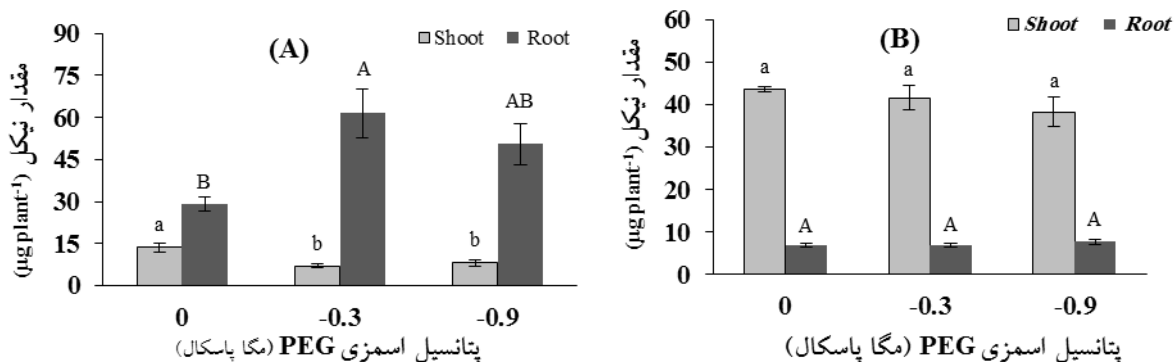 (A)
Shoot Root
90
75
60
45
30
15
0
a B b A b AB
0 -0.3 -0.9
مقدار نیکل (µg plant⁻¹)
پتانسیل اسمزی PEG (مگا پاسکال)
(B)
Shoot Root
60
50
40
30
20
10
0
a A a A a A
0 -0.3 -0.9
مقدار نیکل (µg plant⁻¹)
پتانسیل اسمزی PEG (مگا پاسکال)